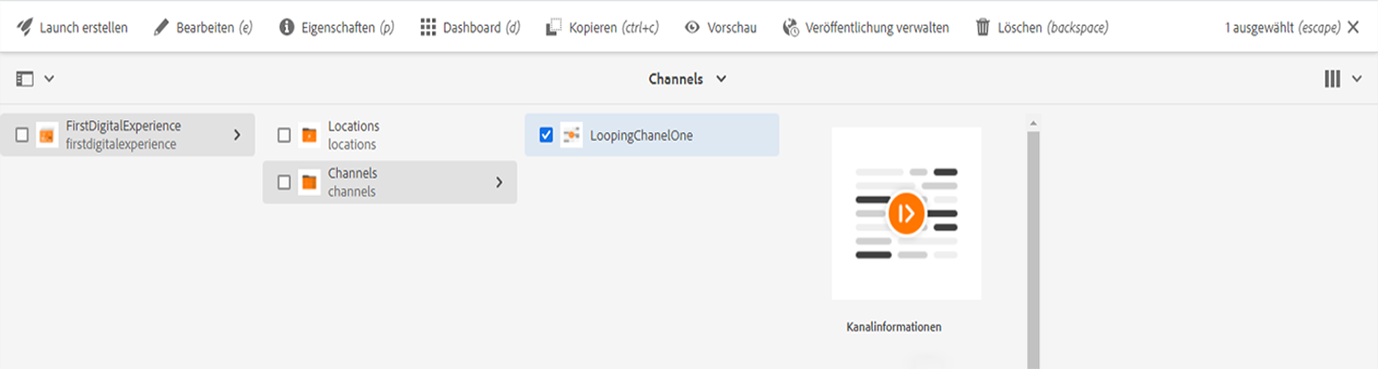 Launch erstellen Bearbeiten (e) Eigenschaften (p) Dashboard (d) Kopieren (ctrl+c) Vorschau Veröffentlichung verwalten Löschen (backspace) 1 ausgewählt (escape)
Channels
FirstDigitalExperience
firstdigitalexperience
Locations
locations
Channels
channels
LoopingChanelOne
Kanalinformationen